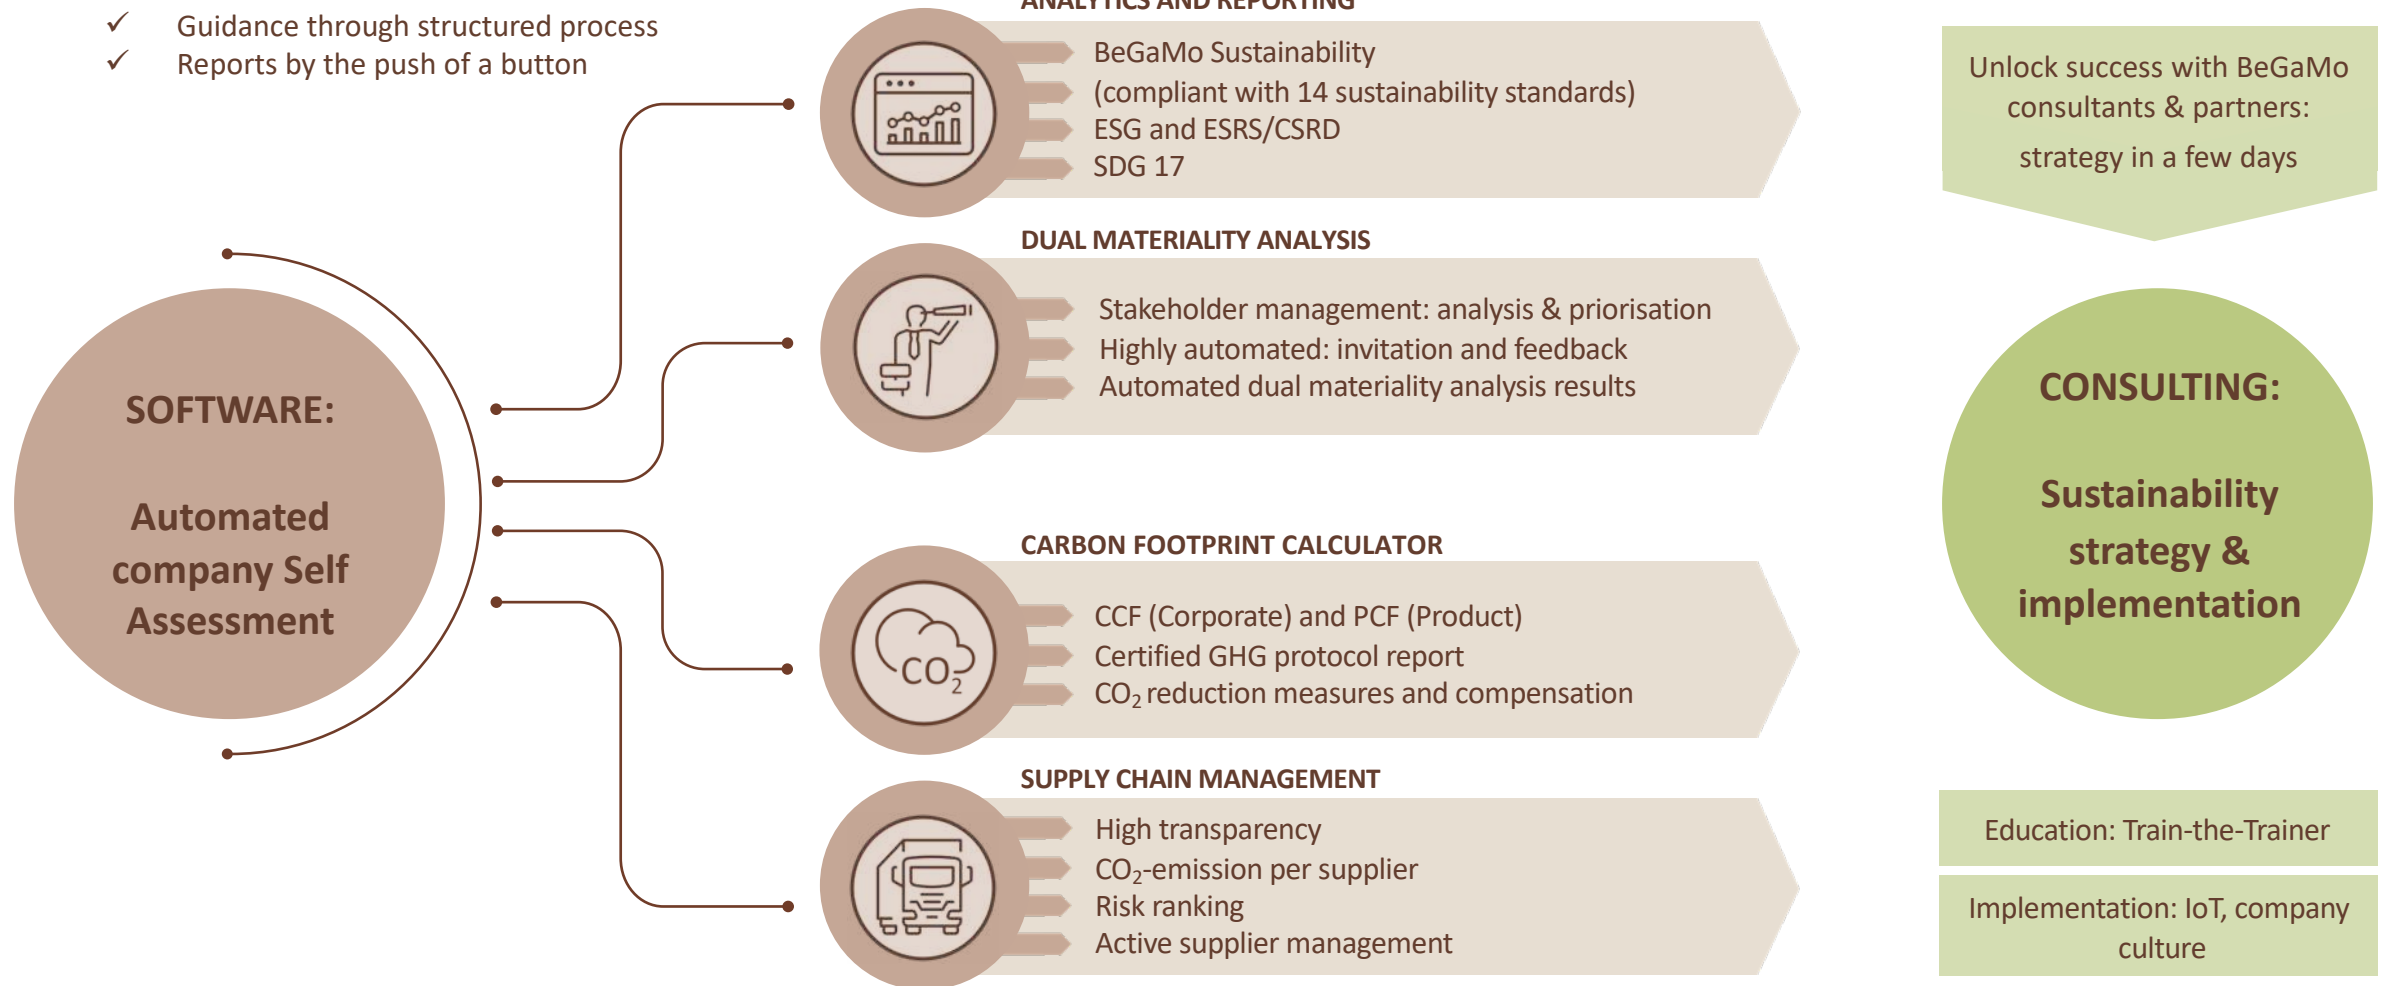 ✓ Guidance through structured process
✓ Reports by the push of a button
SOFTWARE:
Automated
company Self
Assessment
ANALYTICS AND REPORTING
BeGaMo Sustainability
(compliant with 14 sustainability standards)
ESG and ESRS/CSRD
SDG 17
DUAL MATERIALITY ANALYSIS
Stakeholder management: analysis & priorisation
Highly automated: invitation and feedback
Automated dual materiality analysis results
CARBON FOOTPRINT CALCULATOR
CO₂
CCF (Corporate) and PCF (Product)
Certified GHG protocol report
CO₂ reduction measures and compensation
SUPPLY CHAIN MANAGEMENT
High transparency
CO₂-emission per supplier
Risk ranking
Active supplier management
Unlock success with BeGaMo
consultants & partners:
strategy in a few days
CONSULTING:
Sustainability
strategy &
implementation
Education: Train-the-Trainer
Implementation: IoT, company
culture